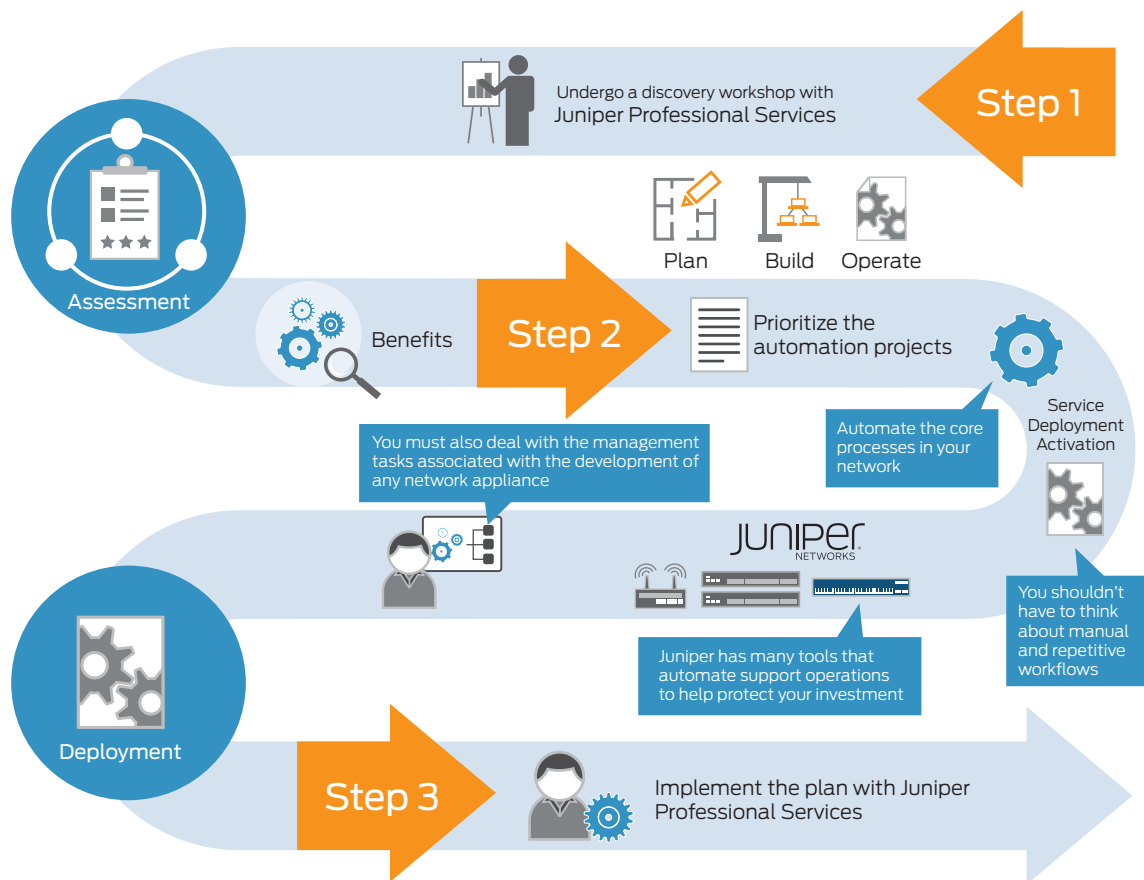 Step 1
Undergo a discovery workshop with
Juniper Professional Services
Assessment
Plan
Build
Operate
Benefits
Step 2
Prioritize the
automation projects
Automate the core
processes in your
network
Service
Deployment
Activation
You shouldn't
have to think
about manual
and repetitive
workflows
JUNIPER
NETWORKS
Juniper has many tools that
automate support operations
to help protect your investment
You must also deal with the management
tasks associated with the development of
any network appliance
Deployment
Step 3
Implement the plan with Juniper
Professional Services